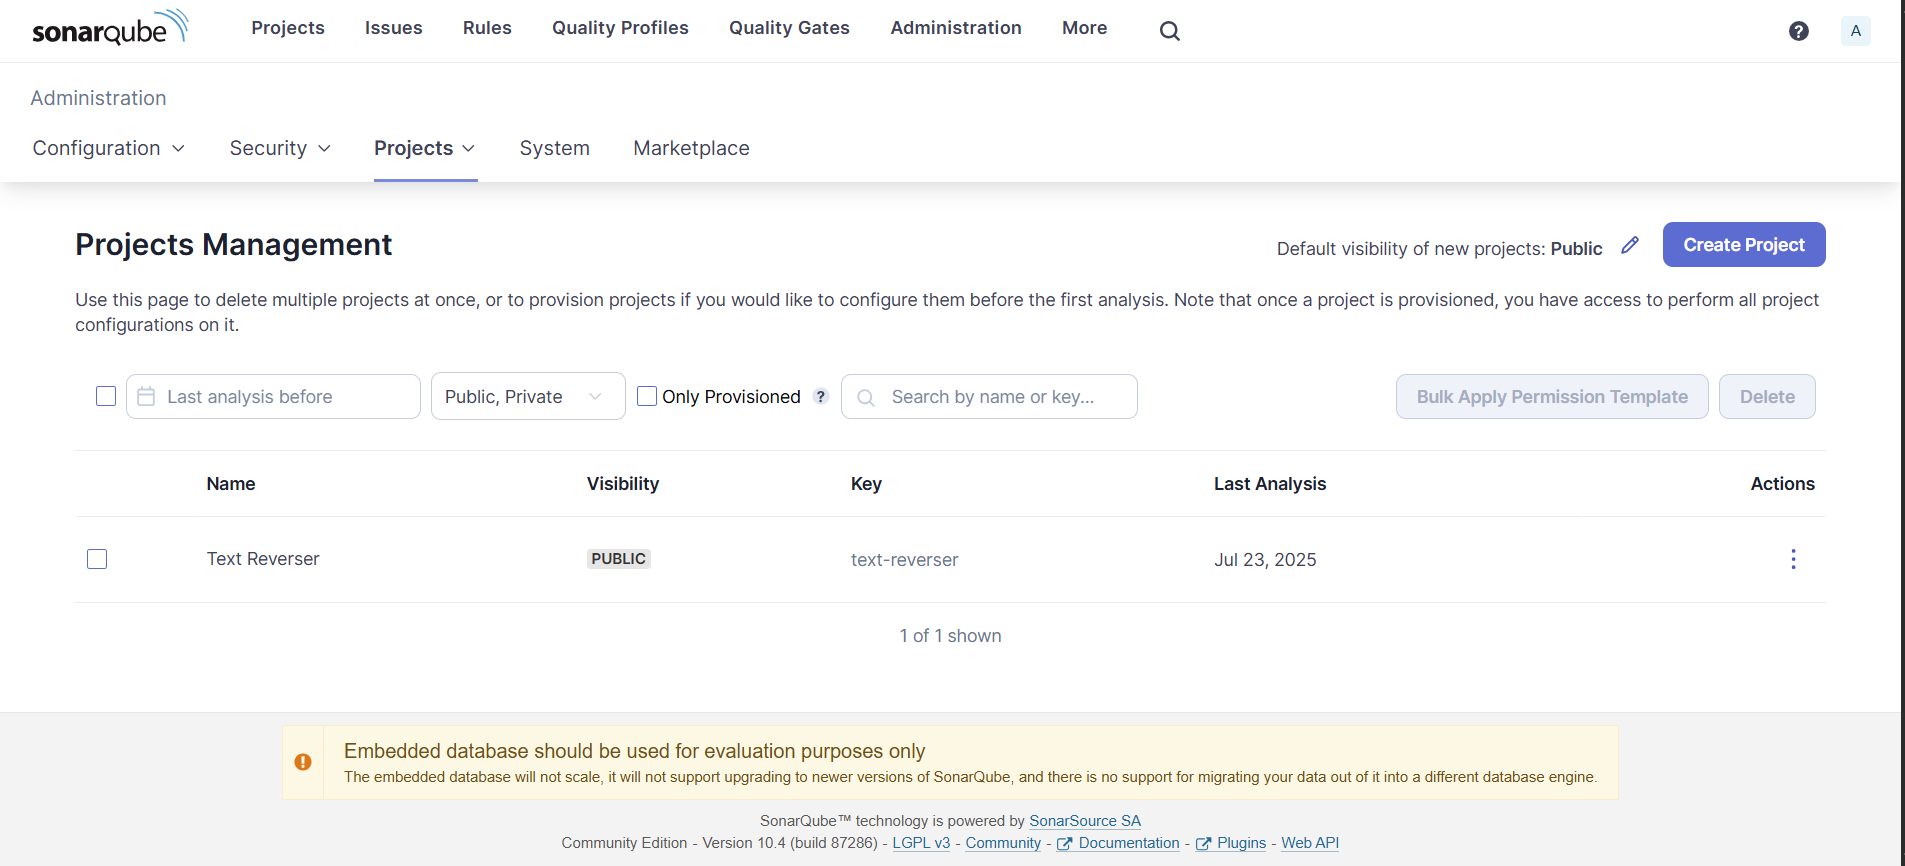 sonarqube Projects Issues Rules Quality Profiles Quality Gates Administration More ? A
Administration
Configuration Security Projects System Marketplace
Projects Management
Default visibility of new projects: Public
Create Project
Use this page to delete multiple projects at once, or to provision projects if you would like to configure them before the first analysis. Note that once a project is provisioned, you have access to perform all project
configurations on it.
Last analysis before Public, Private Only Provisioned ? Search by name or key... Bulk Apply Permission Template Delete
Name Visibility Key Last Analysis Actions
Text Reverser PUBLIC text-reverser Jul 23, 2025
1 of 1 shown
Embedded database should be used for evaluation purposes only
The embedded database will not scale, it will not support upgrading to newer versions of SonarQube, and there is no support for migrating your data out of it into a different database engine.
SonarQube™ technology is powered by SonarSource SA
Community Edition - Version 10.4 (build 87286) - LGPL v3 - Community - Documentation - Plugins - Web API